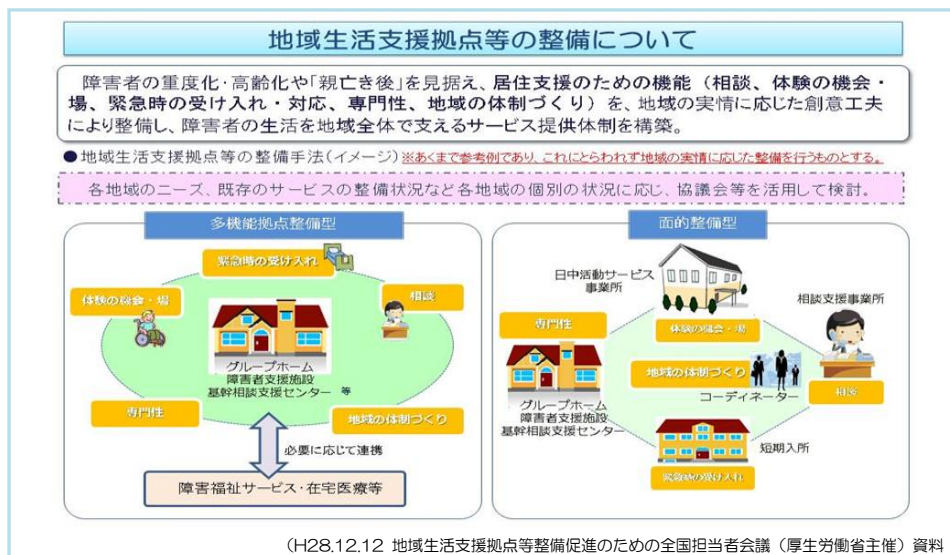 地域生活支援拠点等の整備について
障害者の重度化・高齢化や「親亡き後」を見据え、居住支援のための機能（相談、体験の機会・
場、緊急時の受け入れ・対応、専門性、地域の体制づくり）を、地域の実情に応じた創意工夫
により整備し、障害者の生活を地域全体で支えるサービス提供体制を構築。
●地域生活支援拠点等の整備手法（イメージ）※あくまで参考例であり、これにとらわれず地域の実情に応じた整備を行うものとする。
各地域のニーズ、既存のサービスの整備状況など各地域の個別の状況に応じ、協議会等を活用して検討。
多機能拠点整備型
緊急時の受け入れ
体験の機会・場
相談
グループホーム
障害者支援施設
基幹相談支援センター 等
専門性
地域の体制づくり
必要に応じて連携
障害福祉サービス・在宅医療等
面的整備型
日中活動サービス
事業所
体験の機会・場
相談支援事業所
相談
専門性
グループホーム
障害者支援施設
基幹相談支援センター
地域の体制づくり
コーディネーター
短期入所
緊急時の受け入れ
（H28.12.12 地域生活支援拠点等整備促進のための全国担当者会議（厚生労働省主催）資料